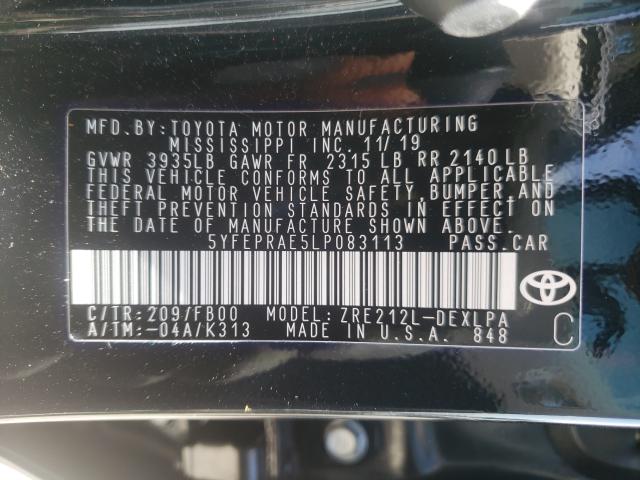 MFD. BY: TOYOTA MOTOR MANUFACTURING
MISSISSIPPI INC. 11/19
GVWR 3935LB GAWR FR 2315 LB RR 2140 LB
THIS VEHICLE CONFORMS TO ALL APPLICABLE
FEDERAL MOTOR VEHICLE SAFETY, BUMPER, AND
THEFT PREVENTION STANDARDS IN EFFECT ON
THE DATE OF MANUFACTURE SHOWN ABOVE.
5YFEPRAE5LP083113 PASS. CAR
C/TR: 209/FB00 MODEL: ZRE212L-DEXLPA
A/TM: -04A/K313 MADE IN U.S.A. 848
C